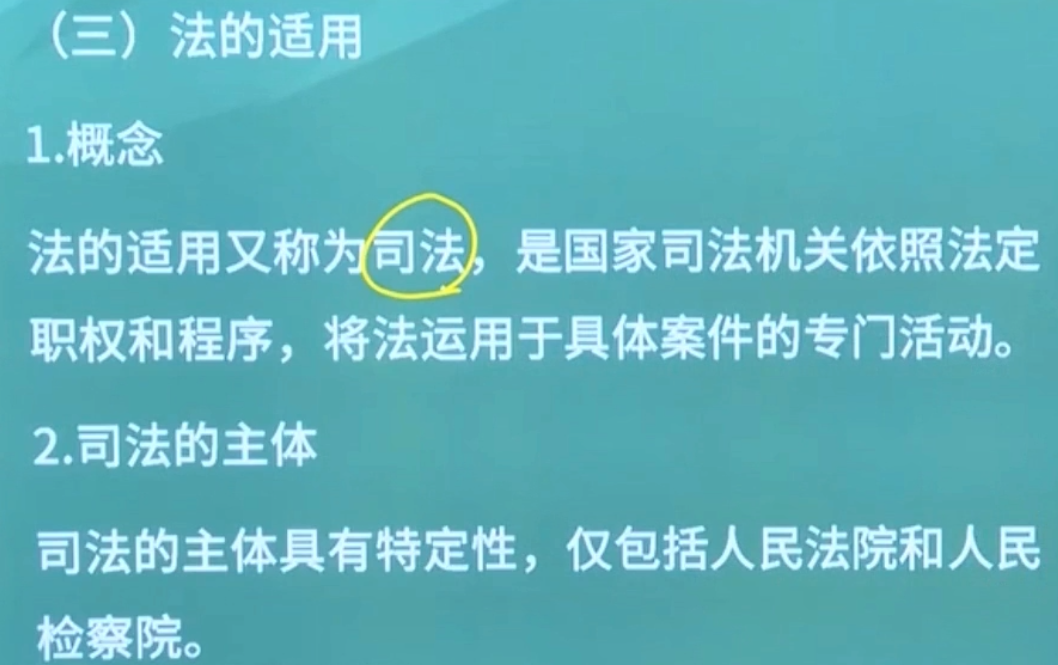 （三）法的适用
1.概念
法的适用又称为司法，是国家司法机关依照法定
职权和程序，将法运用于具体案件的专门活动。
2.司法的主体
司法的主体具有特定性，仅包括人民法院和人民
检察院。